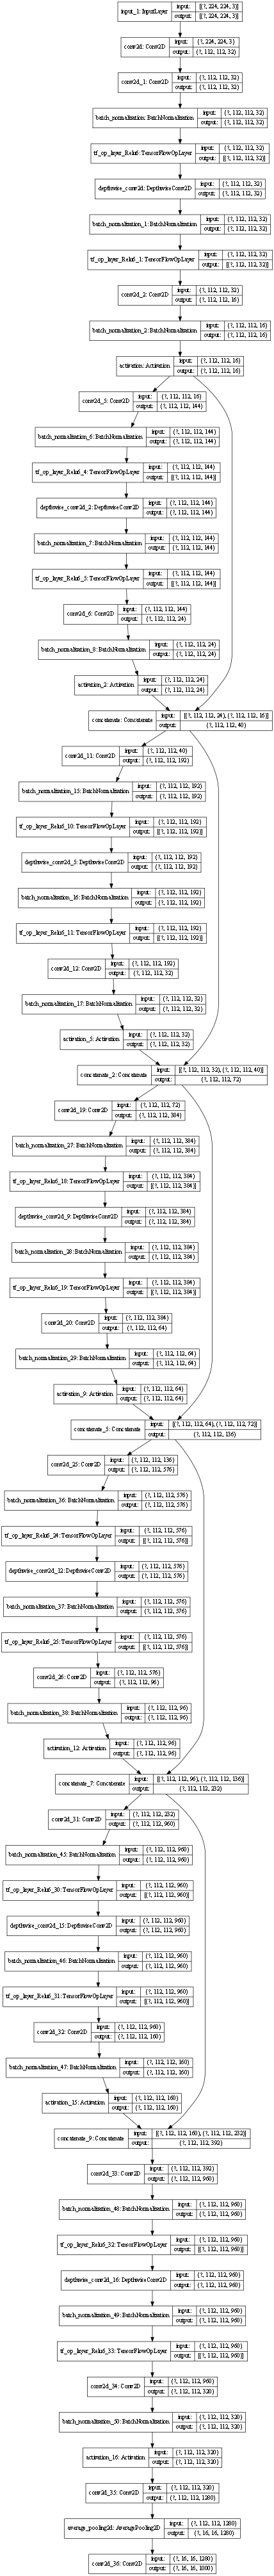 input_1: InputLayer input: [(?, 224, 224, 3)]
output: [(?, 224, 224, 3)]
conv2d: Conv2D input: (?, 224, 224, 3)
output: (?, 112, 112, 32)
conv2d_1: Conv2D input: (?, 112, 112, 32)
output: (?, 112, 112, 32)
batch_normalization: BatchNormalization input: (?, 112, 112, 32)
output: (?, 112, 112, 32)
tf_op_layer_Relu6: TensorFlowOpLayer input: (?, 112, 112, 32)
output: [(?, 112, 112, 32)]
depthwise_conv2d: DepthwiseConv2D input: (?, 112, 112, 32)
output: (?, 112, 112, 32)
batch_normalization_1: BatchNormalization input: (?, 112, 112, 32)
output: (?, 112, 112, 32)
tf_op_layer_Relu6_1: TensorFlowOpLayer input: (?, 112, 112, 32)
output: [(?, 112, 112, 32)]
conv2d_2: Conv2D input: (?, 112, 112, 32)
output: (?, 112, 112, 16)
batch_normalization_2: BatchNormalization input: (?, 112, 112, 16)
output: (?, 112, 112, 16)
activation: Activation input: (?, 112, 112, 16)
output: (?, 112, 112, 16)
conv2d_5: Conv2D input: (?, 112, 112, 16)
output: (?, 112, 112, 144)
batch_normalization_6: BatchNormalization input: (?, 112, 112, 144)
output: (?, 112, 112, 144)
tf_op_layer_Relu6_4: TensorFlowOpLayer input: (?, 112, 112, 144)
output: [(?, 112, 112, 144)]
depthwise_conv2d_2: DepthwiseConv2D input: (?, 112, 112, 144)
output: (?, 112, 112, 144)
batch_normalization_7: BatchNormalization input: (?, 112, 112, 144)
output: (?, 112, 112, 144)
tf_op_layer_Relu6_5: TensorFlowOpLayer input: (?, 112, 112, 144)
output: [(?, 112, 112, 144)]
conv2d_6: Conv2D input: (?, 112, 112, 144)
output: (?, 112, 112, 24)
batch_normalization_8: BatchNormalization input: (?, 112, 112, 24)
output: (?, 112, 112, 24)
activation_2: Activation input: (?, 112, 112, 24)
output: (?, 112, 112, 24)
concatenate: Concatenate input: [(?, 112, 112, 24), (?, 112, 112, 16)]
output: (?, 112, 112, 40)
conv2d_11: Conv2D input: (?, 112, 112, 40)
output: (?, 112, 112, 192)
batch_normalization_15: BatchNormalization input: (?, 112, 112, 192)
output: (?, 112, 112, 192)
tf_op_layer_Relu6_10: TensorFlowOpLayer input: (?, 112, 112, 192)
output: [(?, 112, 112, 192)]
depthwise_conv2d_5: DepthwiseConv2D input: (?, 112, 112, 192)
output: (?, 112, 112, 192)
batch_normalization_16: BatchNormalization input: (?, 112, 112, 192)
output: (?, 112, 112, 192)
tf_op_layer_Relu6_11: TensorFlowOpLayer input: (?, 112, 112, 192)
output: [(?, 112, 112, 192)]
conv2d_12: Conv2D input: (?, 112, 112, 192)
output: (?, 112, 112, 32)
batch_normalization_17: BatchNormalization input: (?, 112, 112, 32)
output: (?, 112, 112, 32)
activation_5: Activation input: (?, 112, 112, 32)
output: (?, 112, 112, 32)
concatenate_2: Concatenate input: [(?, 112, 112, 32), (?, 112, 112, 40)]
output: (?, 112, 112, 72)
conv2d_19: Conv2D input: (?, 112, 112, 72)
output: (?, 112, 112, 384)
batch_normalization_27: BatchNormalization input: (?, 112, 112, 384)
output: (?, 112, 112, 384)
tf_op_layer_Relu6_18: TensorFlowOpLayer input: (?, 112, 112, 384)
output: [(?, 112, 112, 384)]
depthwise_conv2d_9: DepthwiseConv2D input: (?, 112, 112, 384)
output: (?, 112, 112, 384)
batch_normalization_28: BatchNormalization input: (?, 112, 112, 384)
output: (?, 112, 112, 384)
tf_op_layer_Relu6_19: TensorFlowOpLayer input: (?, 112, 112, 384)
output: [(?, 112, 112, 384)]
conv2d_20: Conv2D input: (?, 112, 112, 384)
output: (?, 112, 112, 64)
batch_normalization_29: BatchNormalization input: (?, 112, 112, 64)
output: (?, 112, 112, 64)
activation_9: Activation input: (?, 112, 112, 64)
output: (?, 112, 112, 64)
concatenate_5: Concatenate input: [(?, 112, 112, 64), (?, 112, 112, 72)]
output: (?, 112, 112, 136)
conv2d_25: Conv2D input: (?, 112, 112, 136)
output: (?, 112, 112, 576)
batch_normalization_36: BatchNormalization input: (?, 112, 112, 576)
output: (?, 112, 112, 576)
tf_op_layer_Relu6_24: TensorFlowOpLayer input: (?, 112, 112, 576)
output: [(?, 112, 112, 576)]
depthwise_conv2d_12: DepthwiseConv2D input: (?, 112, 112, 576)
output: (?, 112, 112, 576)
batch_normalization_37: BatchNormalization input: (?, 112, 112, 576)
output: (?, 112, 112, 576)
tf_op_layer_Relu6_25: TensorFlowOpLayer input: (?, 112, 112, 576)
output: [(?, 112, 112, 576)]
conv2d_26: Conv2D input: (?, 112, 112, 576)
output: (?, 112, 112, 96)
batch_normalization_38: BatchNormalization input: (?, 112, 112, 96)
output: (?, 112, 112, 96)
activation_12: Activation input: (?, 112, 112, 96)
output: (?, 112, 112, 96)
concatenate_7: Concatenate input: [(?, 112, 112, 96), (?, 112, 112, 136)]
output: (?, 112, 112, 232)
conv2d_31: Conv2D input: (?, 112, 112, 232)
output: (?, 112, 112, 960)
batch_normalization_45: BatchNormalization input: (?, 112, 112, 960)
output: (?, 112, 112, 960)
tf_op_layer_Relu6_30: TensorFlowOpLayer input: (?, 112, 112, 960)
output: [(?, 112, 112, 960)]
depthwise_conv2d_15: DepthwiseConv2D input: (?, 112, 112, 960)
output: (?, 112, 112, 960)
batch_normalization_46: BatchNormalization input: (?, 112, 112, 960)
output: (?, 112, 112, 960)
tf_op_layer_Relu6_31: TensorFlowOpLayer input: (?, 112, 112, 960)
output: [(?, 112, 112, 960)]
conv2d_32: Conv2D input: (?, 112, 112, 960)
output: (?, 112, 112, 160)
batch_normalization_47: BatchNormalization input: (?, 112, 112, 160)
output: (?, 112, 112, 160)
activation_15: Activation input: (?, 112, 112, 160)
output: (?, 112, 112, 160)
concatenate_9: Concatenate input: [(?, 112, 112, 160), (?, 112, 112, 232)]
output: (?, 112, 112, 392)
conv2d_33: Conv2D input: (?, 112, 112, 392)
output: (?, 112, 112, 960)
batch_normalization_48: BatchNormalization input: (?, 112, 112, 960)
output: (?, 112, 112, 960)
tf_op_layer_Relu6_32: TensorFlowOpLayer input: (?, 112, 112, 960)
output: [(?, 112, 112, 960)]
depthwise_conv2d_16: DepthwiseConv2D input: (?, 112, 112, 960)
output: (?, 112, 112, 960)
batch_normalization_49: BatchNormalization input: (?, 112, 112, 960)
output: (?, 112, 112, 960)
tf_op_layer_Relu6_33: TensorFlowOpLayer input: (?, 112, 112, 960)
output: [(?, 112, 112, 960)]
conv2d_34: Conv2D input: (?, 112, 112, 960)
output: (?, 112, 112, 320)
batch_normalization_50: BatchNormalization input: (?, 112, 112, 320)
output: (?, 112, 112, 320)
activation_16: Activation input: (?, 112, 112, 320)
output: (?, 112, 112, 320)
conv2d_35: Conv2D input: (?, 112, 112, 320)
output: (?, 112, 112, 1280)
average_pooling2d: AveragePooling2D input: (?, 112, 112, 1280)
output: (?, 16, 16, 1280)
conv2d_36: Conv2D input: (?, 16, 16, 1280)
output: (?, 16, 16, 1000)